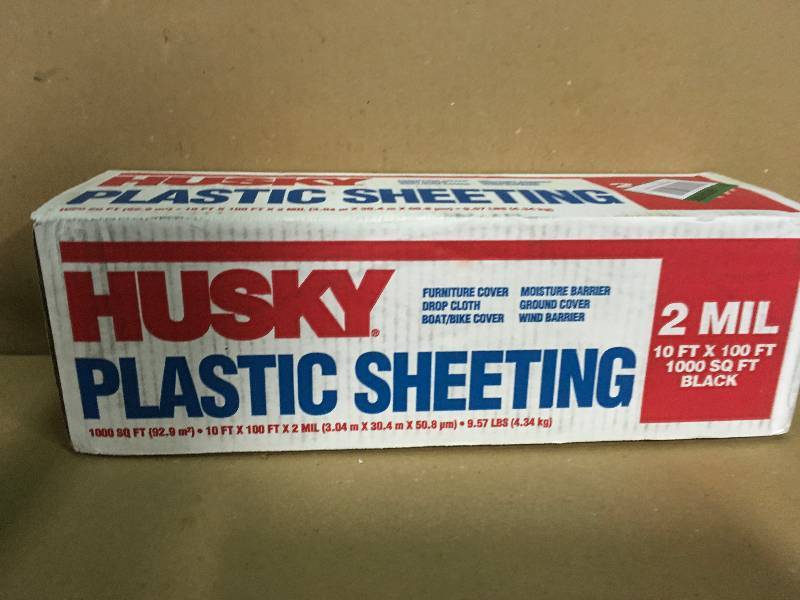 HUSKY
PLASTIC SHEETING
HUSKY®
FURNITURE COVER MOISTURE BARRIER
DROP CLOTH GROUND COVER
BOAT/BIKE COVER WIND BARRIER
PLASTIC SHEETING
1000 SQ FT (92.9 m²) • 10 FT X 100 FT X 2 MIL (3.04 m X 30.4 m X 50.8 µm) • 9.57 LBS (4.34 kg)
2 MIL
10 FT X 100 FT
1000 SQ FT
BLACK